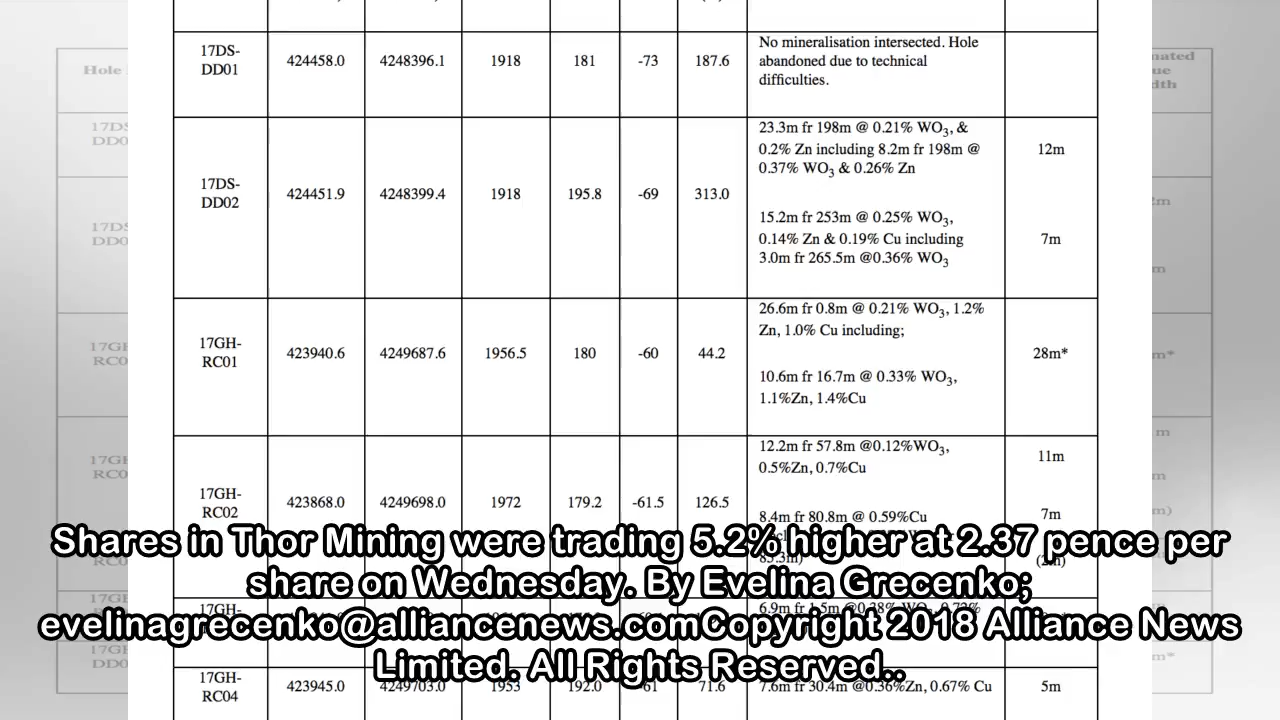 17DS-
DD01
424458.0
4248396.1
1918
181
-73
187.6
No mineralisation intersected. Hole
abandoned due to technical
difficulties.
17DS-
DD02
424451.9
4248399.4
1918
195.8
-69
313.0
23.3m fr 198m @ 0.21% WO3, &
0.2% Zn including 8.2m fr 198m @
0.37% WO3 & 0.26% Zn
12m
15.2m fr 253m @ 0.25% WO3,
0.14% Zn & 0.19% Cu including
3.0m fr 265.5m @0.36% WO3
7m
17GH-
RC01
423940.6
4249687.6
1956.5
180
-60
44.2
26.6m fr 0.8m @ 0.21% WO3, 1.2%
Zn, 1.0% Cu including;
10.6m fr 16.7m @ 0.33% WO3,
1.1%Zn, 1.4%Cu
28m*
17GH-
RC02
423868.0
4249698.0
1972
179.2
-61.5
126.5
12.2m fr 57.8m @0.12%WO3,
0.5%Zn, 0.7%Cu
11m
8.4m fr 80.8m @ 0.59%Cu
7m
17GH-
RC04
423945.0
4249703.0
1953
192.0
-61
71.6
7.6m fr 30.4m @0.36%Zn, 0.67% Cu
5m
Shares in Thor Mining were trading 5.2% higher at 2.37 pence per
share on Wednesday. By Evelina Grecenko;
evelinagrecenko@alliancenews.comCopyright 2018 Alliance News
Limited. All Rights Reserved..